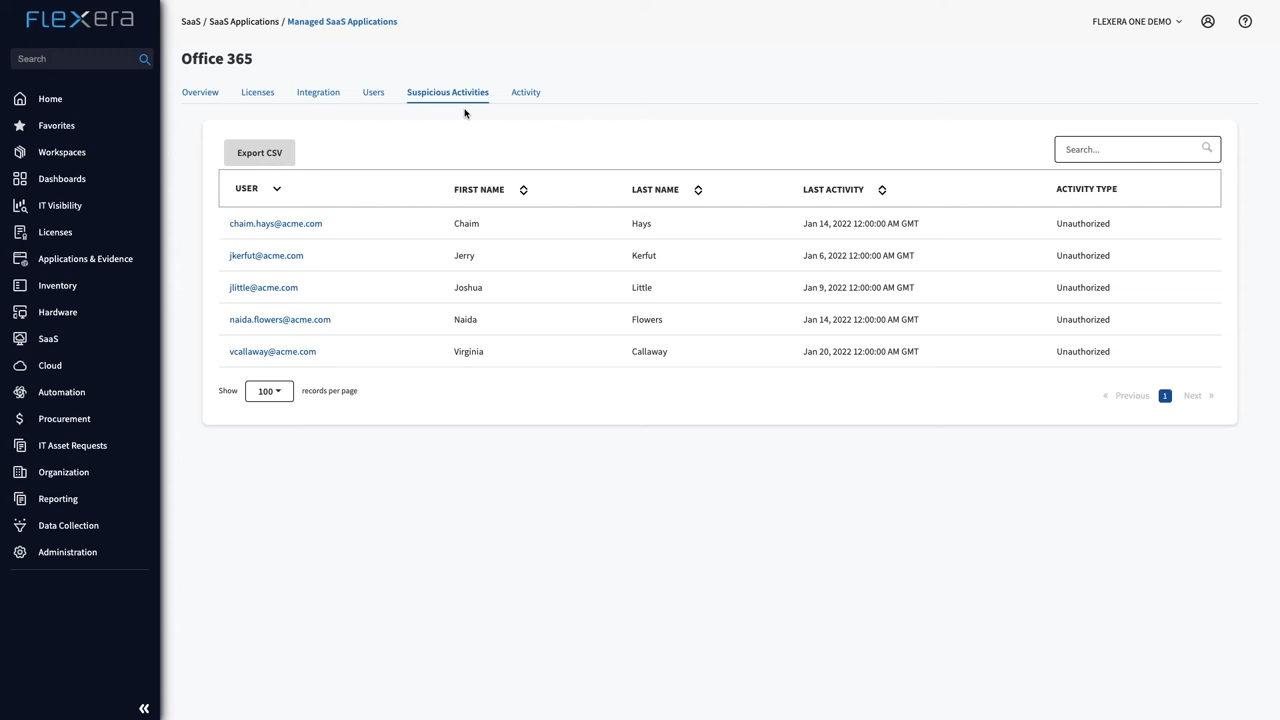 FLEXERA
Search
Home
Favorites
Workspaces
Dashboards
IT Visibility
Licenses
Applications & Evidence
Inventory
Hardware
SaaS
Cloud
Automation
Procurement
IT Asset Requests
Organization
Reporting
Data Collection
Administration
SaaS / SaaS Applications / Managed SaaS Applications
FLEXERA ONE DEMO
Office 365
Overview Licenses Integration Users Suspicious Activities Activity
Export CSV
Search...
USER FIRST NAME LAST NAME LAST ACTIVITY ACTIVITY TYPE
chaim.hays@acme.com Chaim Hays Jan 14, 2022 12:00:00 AM GMT Unauthorized
jkerfut@acme.com Jerry Kerfut Jan 6, 2022 12:00:00 AM GMT Unauthorized
jlittle@acme.com Joshua Little Jan 9, 2022 12:00:00 AM GMT Unauthorized
naida.flowers@acme.com Naida Flowers Jan 14, 2022 12:00:00 AM GMT Unauthorized
vcallaway@acme.com Virginia Callaway Jan 20, 2022 12:00:00 AM GMT Unauthorized
Show 100 records per page
« Previous 1 Next »